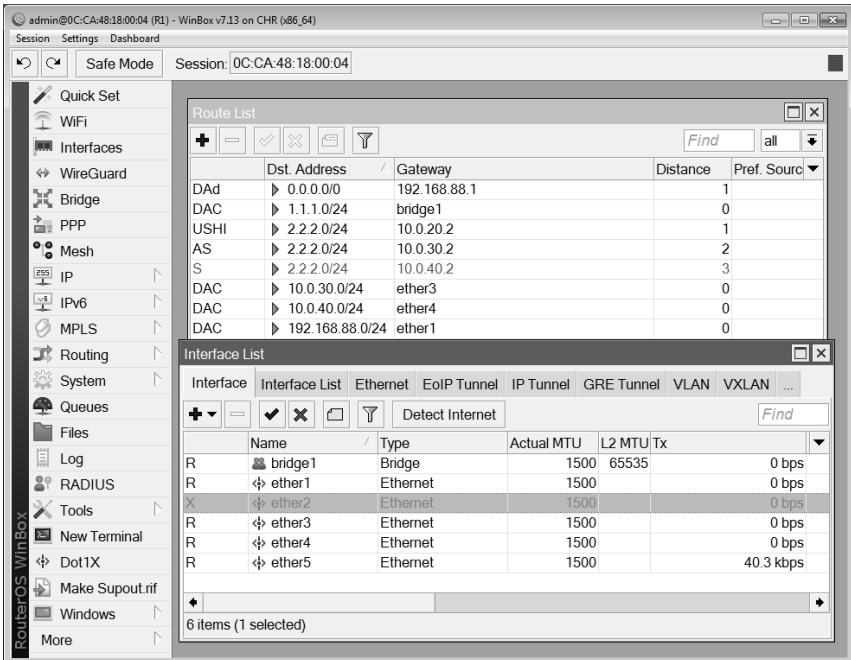 admin@0C:CA:48:18:00:04 (R1) - WinBox v7.13 on CHR (x86_64)
Session Settings Dashboard
Safe Mode Session: 0C:CA:48:18:00:04
Quick Set
WiFi
Interfaces
WireGuard
Bridge
PPP
Mesh
255 IP
v6 IPv6
MPLS
Routing
System
Queues
Files
Log
RADIUS
Tools
New Terminal
Dot1X
Make Supout.rif
Windows
More
RouterOS WinBox
Route List
Find all
Dst. Address Gateway Distance Pref. Sourc
DAd 0.0.0.0/0 192.168.88.1 1
DAC 1.1.1.0/24 bridge1 0
USHI 2.2.2.0/24 10.0.20.2 1
AS 2.2.2.0/24 10.0.30.2 2
S 2.2.2.0/24 10.0.40.2 3
DAC 10.0.30.0/24 ether3 0
DAC 10.0.40.0/24 ether4 0
DAC 192.168.88.0/24 ether1 0
Interface List
Interface Interface List Ethernet EoIP Tunnel IP Tunnel GRE Tunnel VLAN VXLAN ...
Detect Internet Find
Name Type Actual MTU L2 MTU Tx
R bridge1 Bridge 1500 65535 0 bps
R ether1 Ethernet 1500 0 bps
X ether2 Ethernet 1500 0 bps
R ether3 Ethernet 1500 0 bps
R ether4 Ethernet 1500 0 bps
R ether5 Ethernet 1500 40.3 kbps
6 items (1 selected)